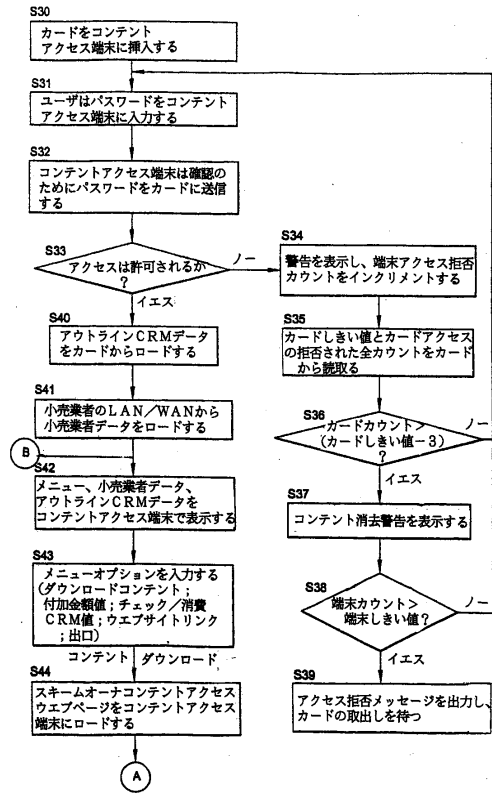 S30
カードをコンテント
アクセス端末に挿入する
S31
ユーザはパスワードをコンテント
アクセス端末に入力する
S32
コンテントアクセス端末は確認の
ためにパスワードをカードに送信
する
S33
アクセスは許可されるか
?
ノー
イエス
S34
警告を表示し、端末アクセス拒否
カウントをインクリメントする
S35
カードしきい値とカードアクセス
の拒否された全カウントをカード
から読取る
S36
カードカウント>
(カードしきい値-3)
?
ノー
イエス
S37
コンテント消去警告を表示する
S38
端末カウント>
端末しきい値?
ノー
イエス
S39
アクセス拒否メッセージを出力し、
カードの取出しを待つ
S40
アウトラインCRMデータ
をカードからロードする
S41
小売業者のLAN/WANから
小売業者データをロードする
B
S42
メニュー、小売業者データ、
アウトラインCRMデータを
コンテントアクセス端末で表示する
S43
メニューオプションを入力する
(ダウンロードコンテント;
付加金額値;チェック/消費
CRM値;ウエブサイトリンク
;出口)
コンテント ダウンロード
S44
スキームオーナコンテントアクセス
ウエブページをコンテントアクセス
端末にロードする
A